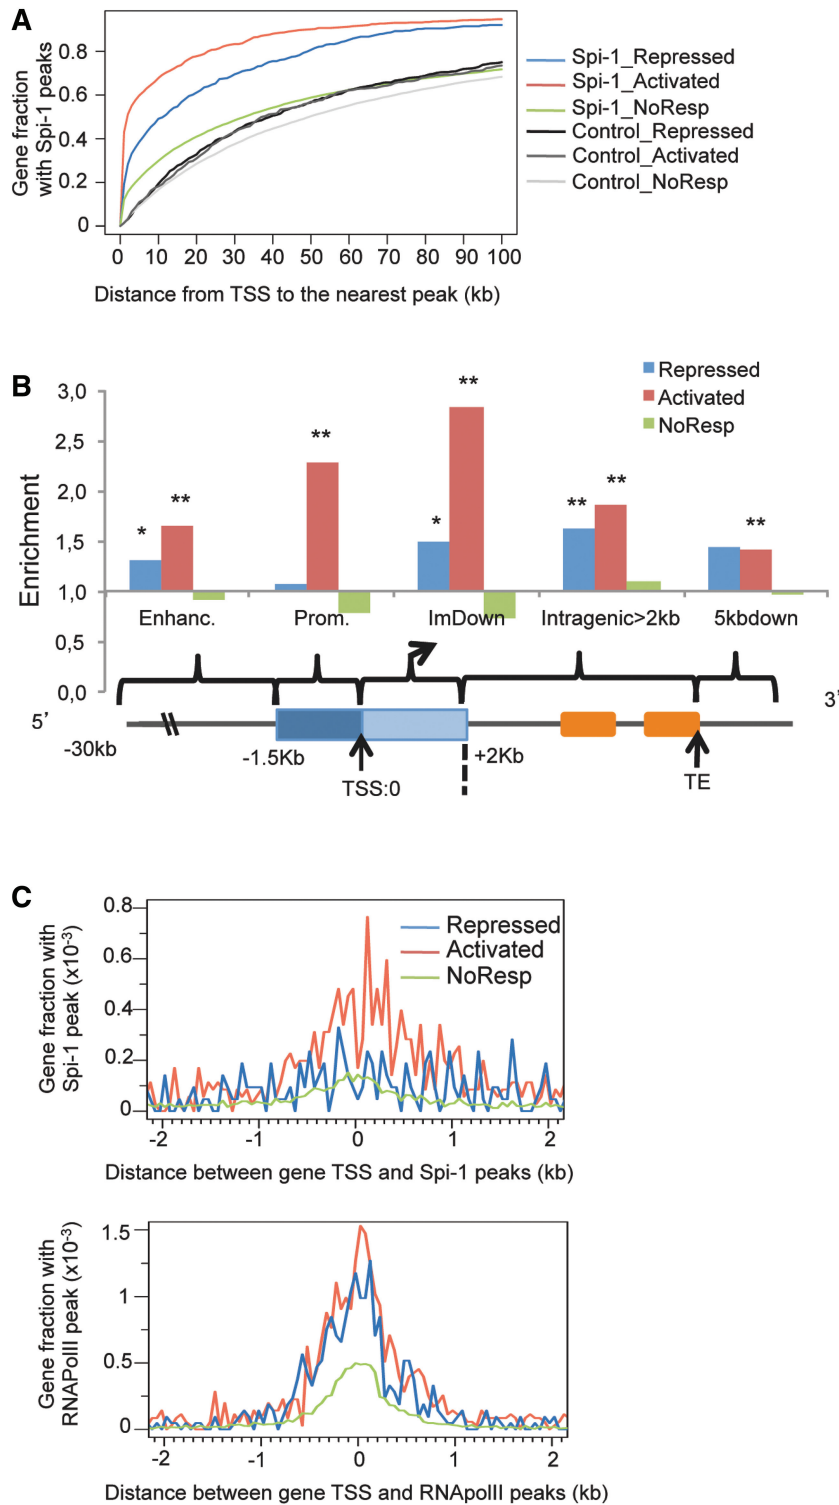 A
Gene fraction
with Spi-1 peaks
0.8
0.6
0.4
0.2
0
0 10 20 30 40 50 60 70 80 90 100
Distance from TSS to the nearest peak (kb)
Spi-1_Repressed
Spi-1_Activated
Spi-1_NoResp
Control_Repressed
Control_Activated
Control_NoResp
B
Enrichment
3,0
2,5
2,0
1,5
1,0
0,5
0,0
Repressed
Activated
NoResp
* ** ** * ** ** ** **
Enhanc. Prom. ImDown Intragenic>2kb 5kbdown
5’ 3’
-30kb -1.5Kb TSS:0 +2Kb TE
C
Gene fraction with
Spi-1 peak (x10-3)
0.8
0.6
0.4
0.2
0
Repressed
Activated
NoResp
-2 -1 0 1 2
Distance between gene TSS and Spi-1 peaks (kb)
Gene fraction with
RNAPolII peak (x10-3)
1.5
1
0.5
0
-2 -1 0 1 2
Distance between gene TSS and RNApolII peaks (kb)